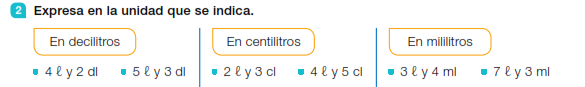 2 Expresa en la unidad que se indica.
En decilitros En centilitros En mililitros
4 ℓ y 2 dl 5 ℓ y 3 dl 2 ℓ y 3 cl 4 ℓ y 5 cl 3 ℓ y 4 ml 7 ℓ y 3 ml